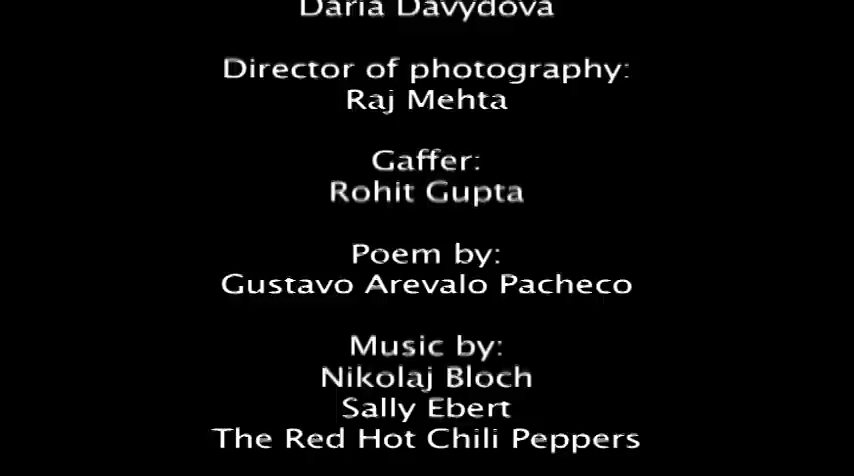 Daria Davydova
Director of photography:
Raj Mehta
Gaffer:
Rohit Gupta
Poem by:
Gustavo Arevalo Pacheco
Music by:
Nikolaj Bloch
Sally Ebert
The Red Hot Chili Peppers